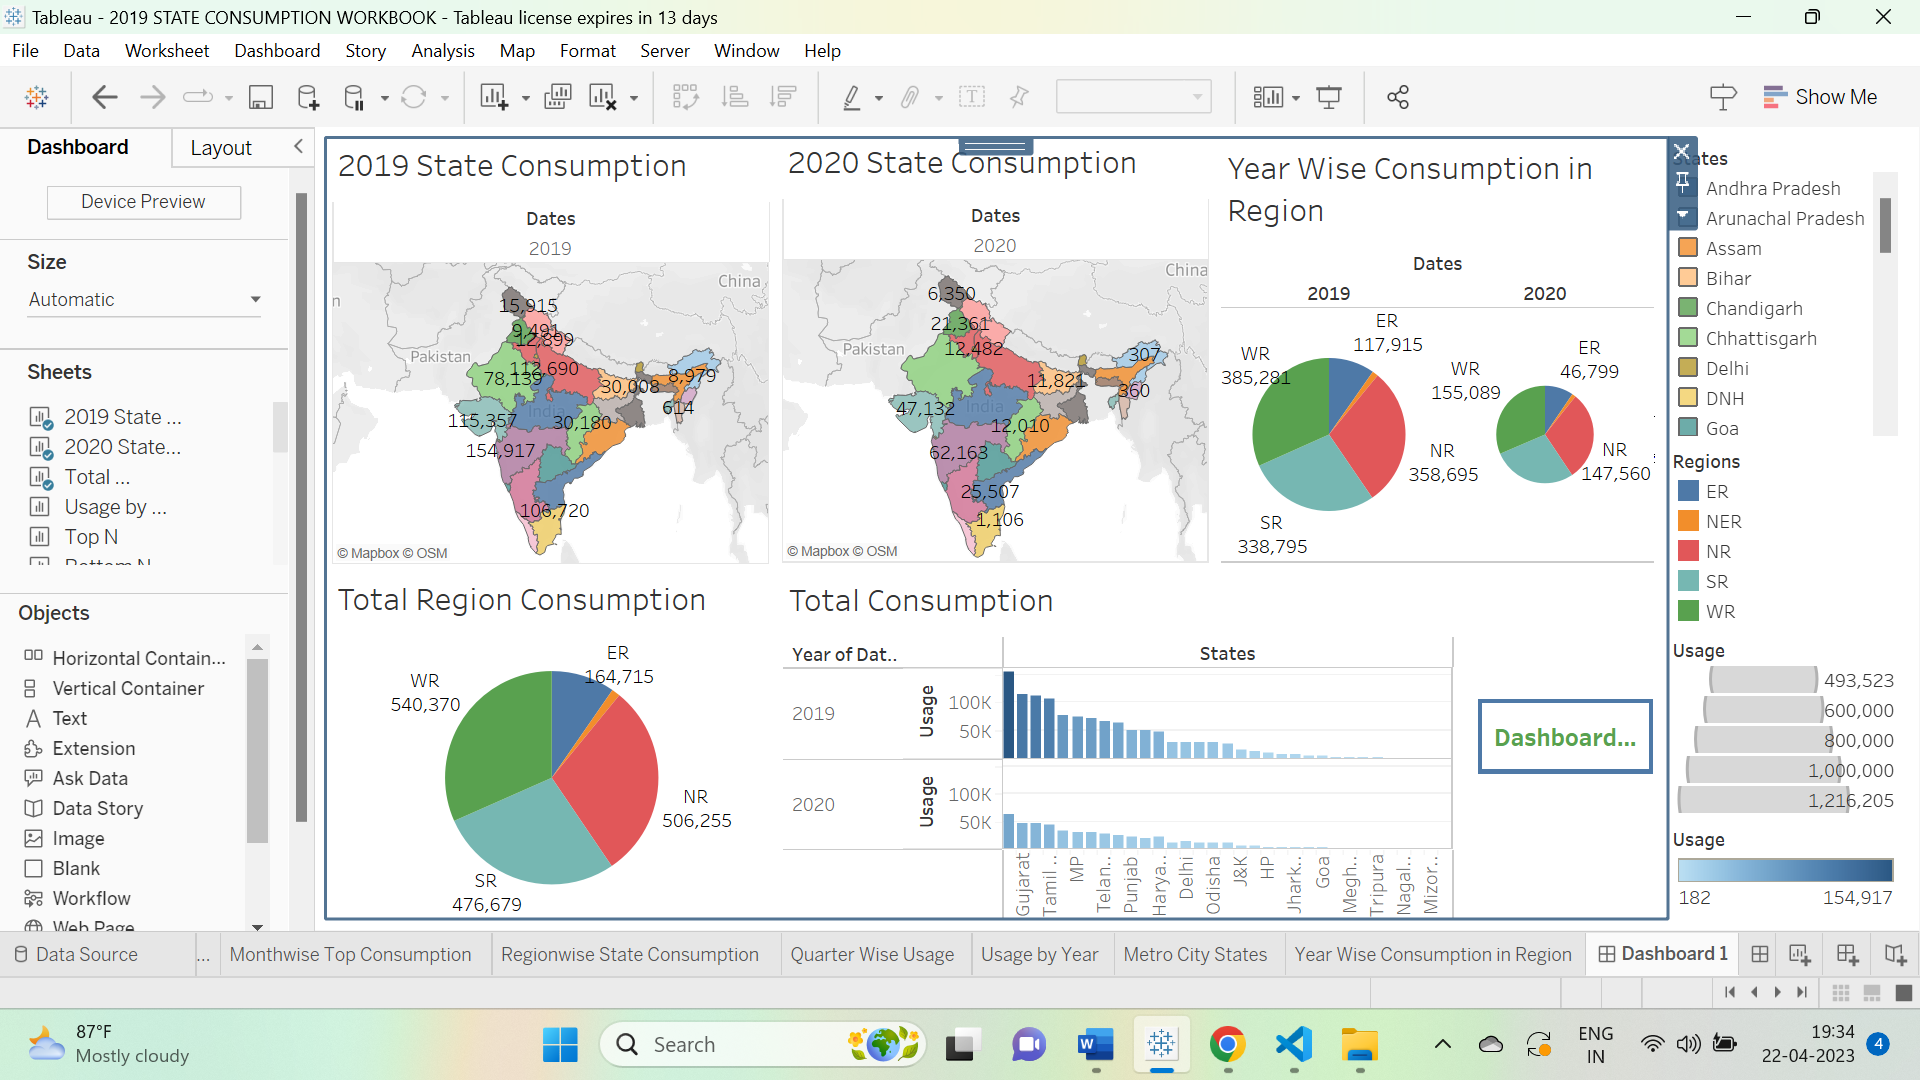 Tableau - 2019 STATE CONSUMPTION WORKBOOK - Tableau license expires in 13 days
File Data Worksheet Dashboard Story Analysis Map Format Server Window Help
Show Me
Dashboard
Layout
Device Preview
Size
Automatic
Sheets
2019 State ...
2020 State...
Total ...
Usage by ...
Top N
Bottom N
Objects
Horizontal Contain...
Vertical Container
Text
Extension
Ask Data
Data Story
Image
Blank
Workflow
Web Page
2019 State Consumption
Dates
2019
China
Pakistan
India
15,915
9,491
12,899
112,690
78,139
30,008
8,979
614
115,357
30,180
154,917
106,720
© Mapbox © OSM
2020 State Consumption
Dates
2020
China
Pakistan
India
6,350
21,361
12,482
307
11,821
360
47,132
12,010
62,163
25,507
1,106
© Mapbox © OSM
Year Wise Consumption in
Region
Dates
2019
2020
ER
117,915
WR
385,281
NR
358,695
SR
338,795
ER
46,799
WR
155,089
NR
147,560
Total Region Consumption
ER
164,715
WR
540,370
NR
506,255
SR
476,679
Total Consumption
Year of Dat..
States
2019
Usage
100K
50K
2020
Usage
100K
50K
Gujarat
Tamil ..
MP
Telan..
Punjab
Harya..
Delhi
Odisha
J&K
HP
Jhark..
Goa
Megh..
Tripura
Nagal..
Mizor..
Dashboard...
States
Andhra Pradesh
Arunachal Pradesh
Assam
Bihar
Chandigarh
Chhattisgarh
Delhi
DNH
Goa
Regions
ER
NER
NR
SR
WR
Usage
493,523
600,000
800,000
1,000,000
1,216,205
Usage
182
154,917
Data Source
...
Monthwise Top Consumption
Regionwise State Consumption
Quarter Wise Usage
Usage by Year
Metro City States
Year Wise Consumption in Region
Dashboard 1
87°F
Mostly cloudy
Search
ENG
IN
19:34
22-04-2023
4